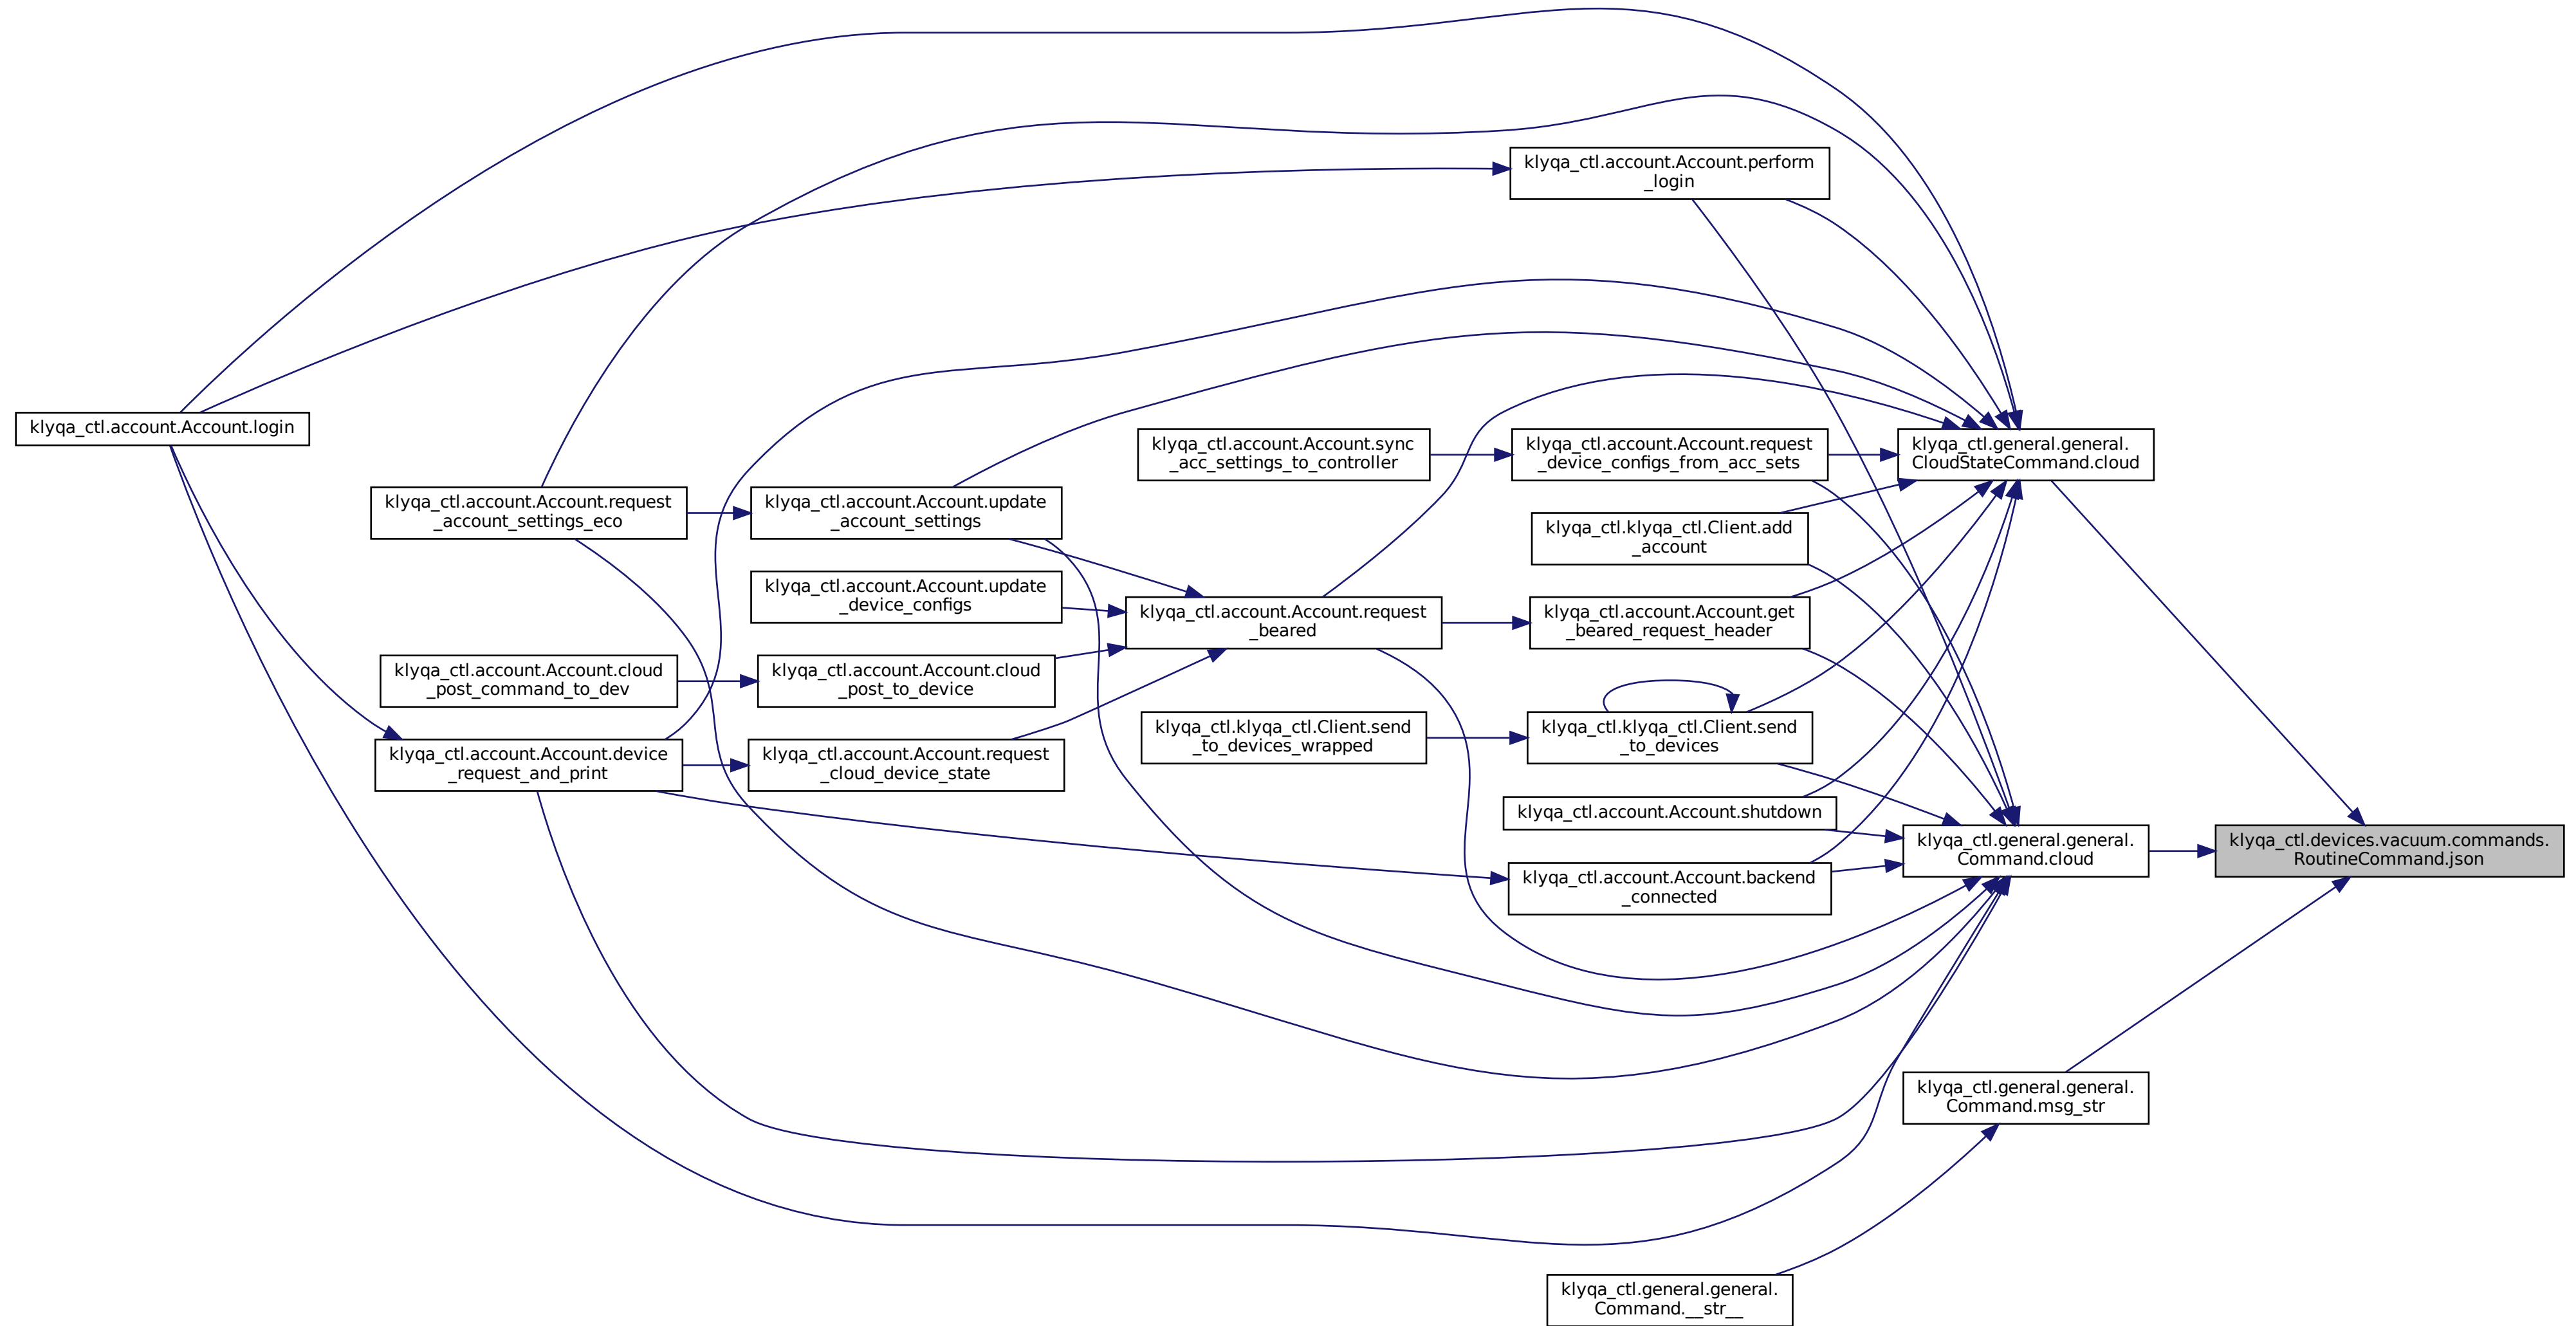 klyqa_ctl.account.Account.perform
_login
klyqa_ctl.account.Account.login
klyqa_ctl.account.Account.sync
_acc_settings_to_controller
klyqa_ctl.account.Account.request
_device_configs_from_acc_sets
klyqa_ctl.general.general.
CloudStateCommand.cloud
klyqa_ctl.account.Account.request
_account_settings_eco
klyqa_ctl.account.Account.update
_account_settings
klyqa_ctl.klyqa_ctl.Client.add
_account
klyqa_ctl.account.Account.update
_device_configs
klyqa_ctl.account.Account.request
_beared
klyqa_ctl.account.Account.get
_beared_request_header
klyqa_ctl.account.Account.cloud
_post_command_to_dev
klyqa_ctl.account.Account.cloud
_post_to_device
klyqa_ctl.klyqa_ctl.Client.send
_to_devices_wrapped
klyqa_ctl.klyqa_ctl.Client.send
_to_devices
klyqa_ctl.account.Account.device
_request_and_print
klyqa_ctl.account.Account.request
_cloud_device_state
klyqa_ctl.account.Account.shutdown
klyqa_ctl.general.general.
Command.cloud
klyqa_ctl.devices.vacuum.commands.
RoutineCommand.json
klyqa_ctl.account.Account.backend
_connected
klyqa_ctl.general.general.
Command.msg_str
klyqa_ctl.general.general.
Command.__str__